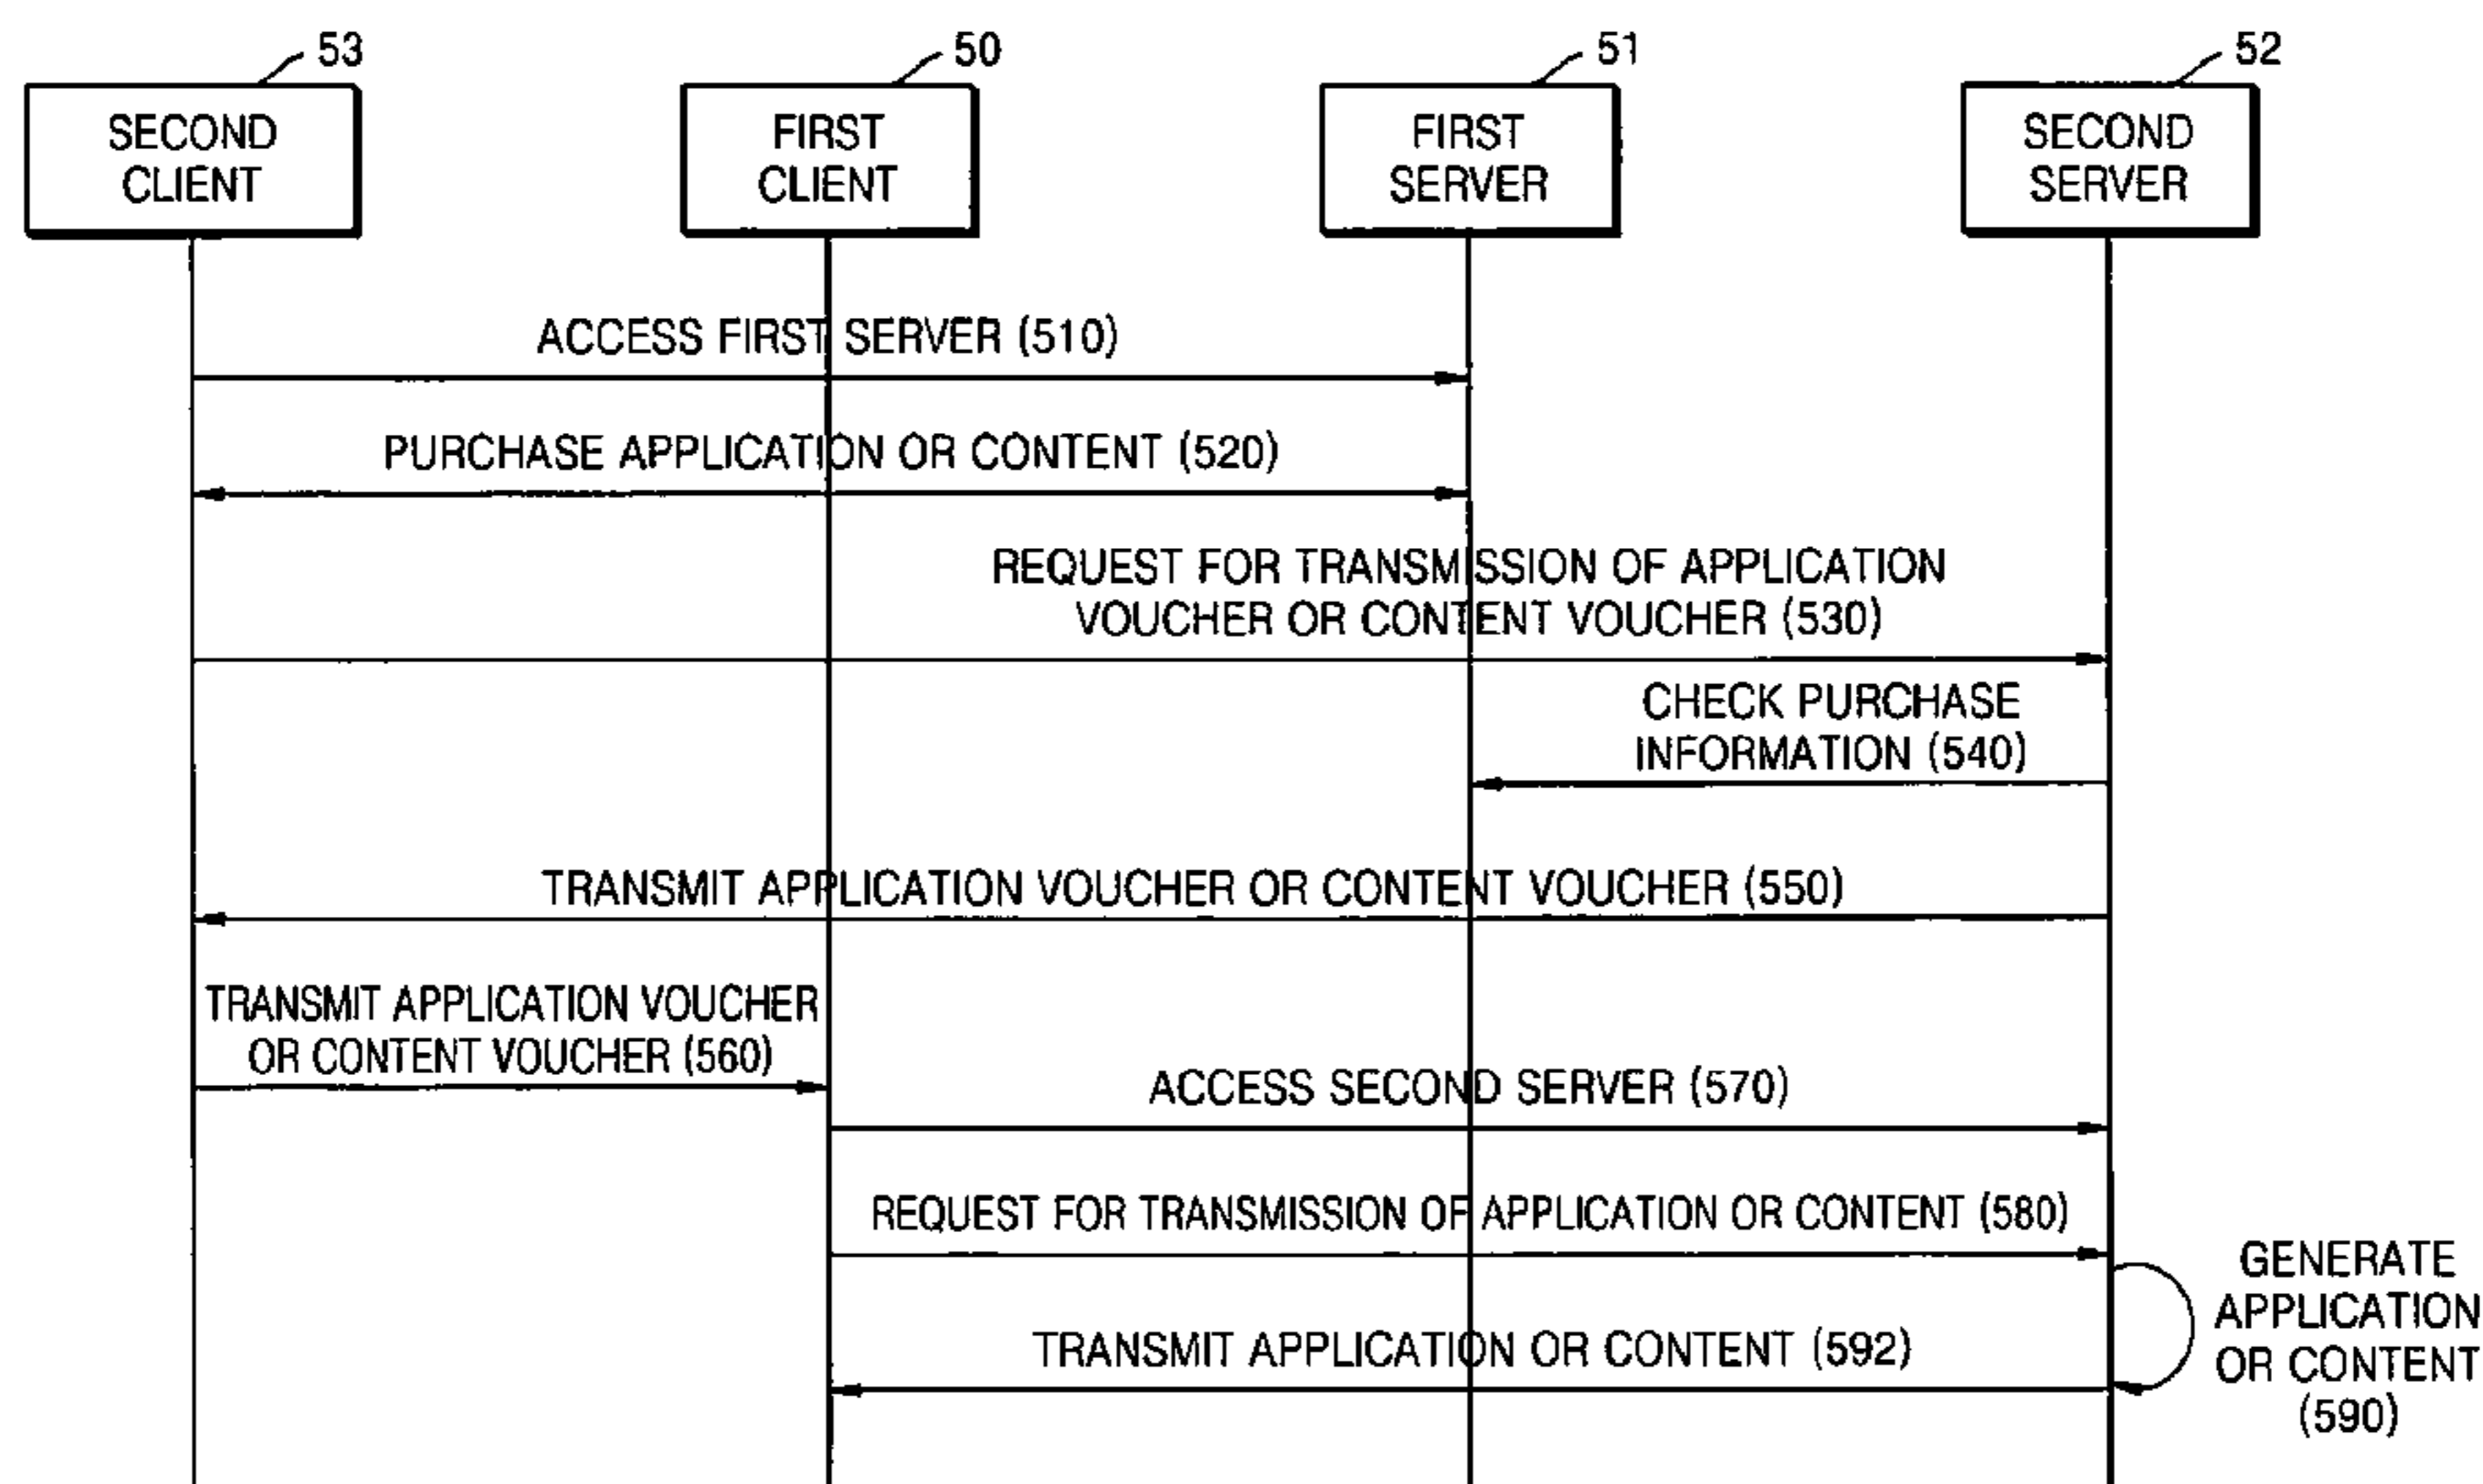 53
50
51
52
SECOND
CLIENT
FIRST
CLIENT
FIRST
SERVER
SECOND
SERVER
ACCESS FIRST SERVER (510)
PURCHASE APPLICATION OR CONTENT (520)
REQUEST FOR TRANSMISSION OF APPLICATION
VOUCHER OR CONTENT VOUCHER (530)
CHECK PURCHASE
INFORMATION (540)
TRANSMIT APPLICATION VOUCHER OR CONTENT VOUCHER (550)
TRANSMIT APPLICATION VOUCHER
OR CONTENT VOUCHER (560)
ACCESS SECOND SERVER (570)
REQUEST FOR TRANSMISSION OF APPLICATION OR CONTENT (580)
GENERATE
APPLICATION
OR CONTENT
(590)
TRANSMIT APPLICATION OR CONTENT (592)